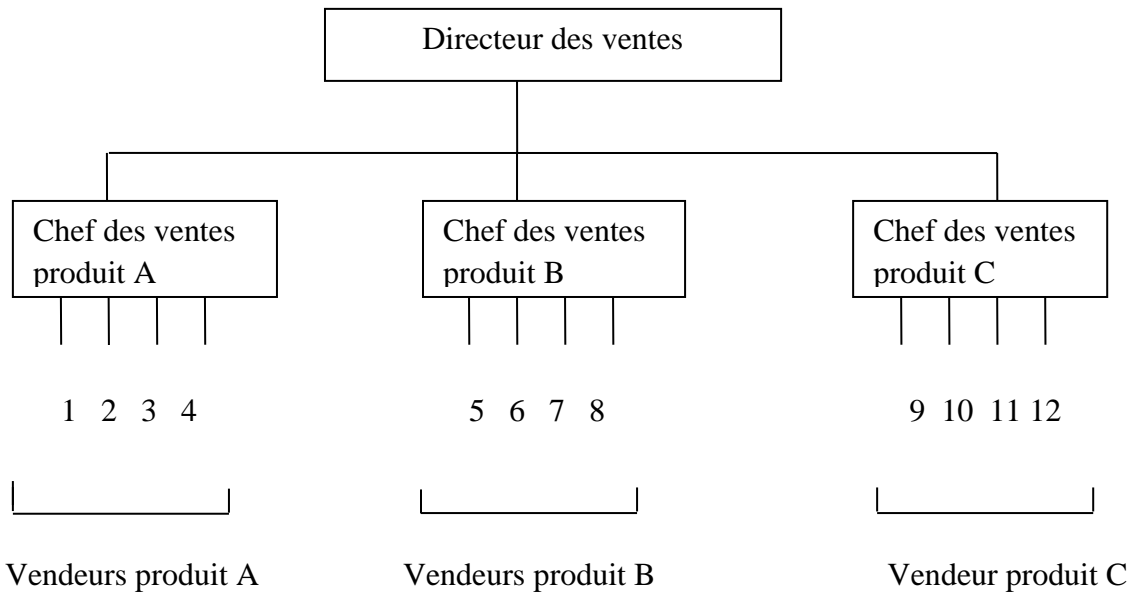 Directeur des ventes
Chef des ventes
produit A
Chef des ventes
produit B
Chef des ventes
produit C
1 2 3 4
5 6 7 8
9 10 11 12
Vendeurs produit A
Vendeurs produit B
Vendeur produit C